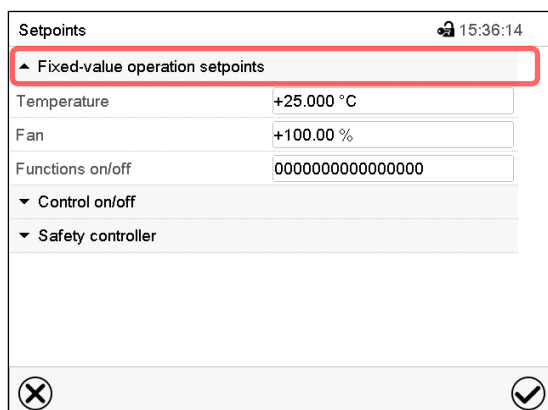 Setpoints 15:36:14
Fixed-value operation setpoints
Temperature +25.000 °C
Fan +100.00 %
Functions on/off 0000000000000000
Control on/off
Safety controller